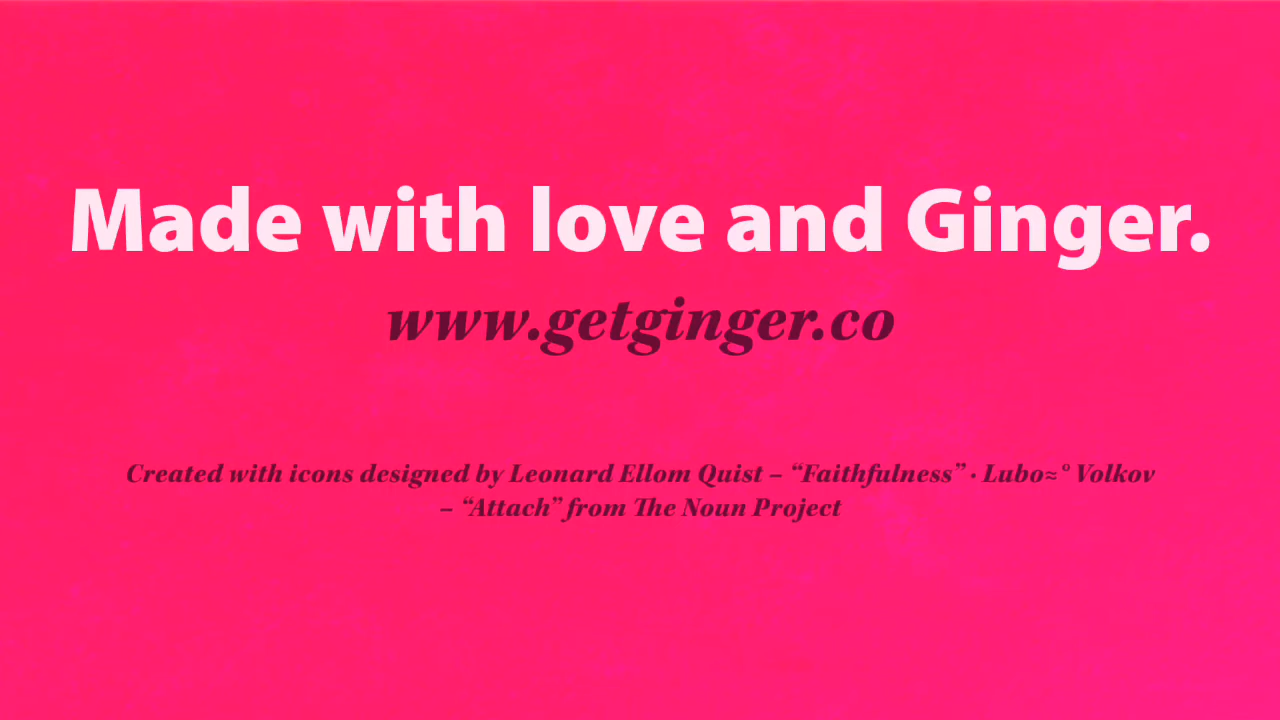 Made with love and Ginger.
www.getginger.co
Created with icons designed by Leonard Ellom Quist – “Faithfulness” · Lubo≈° Volkov
– “Attach” from The Noun Project